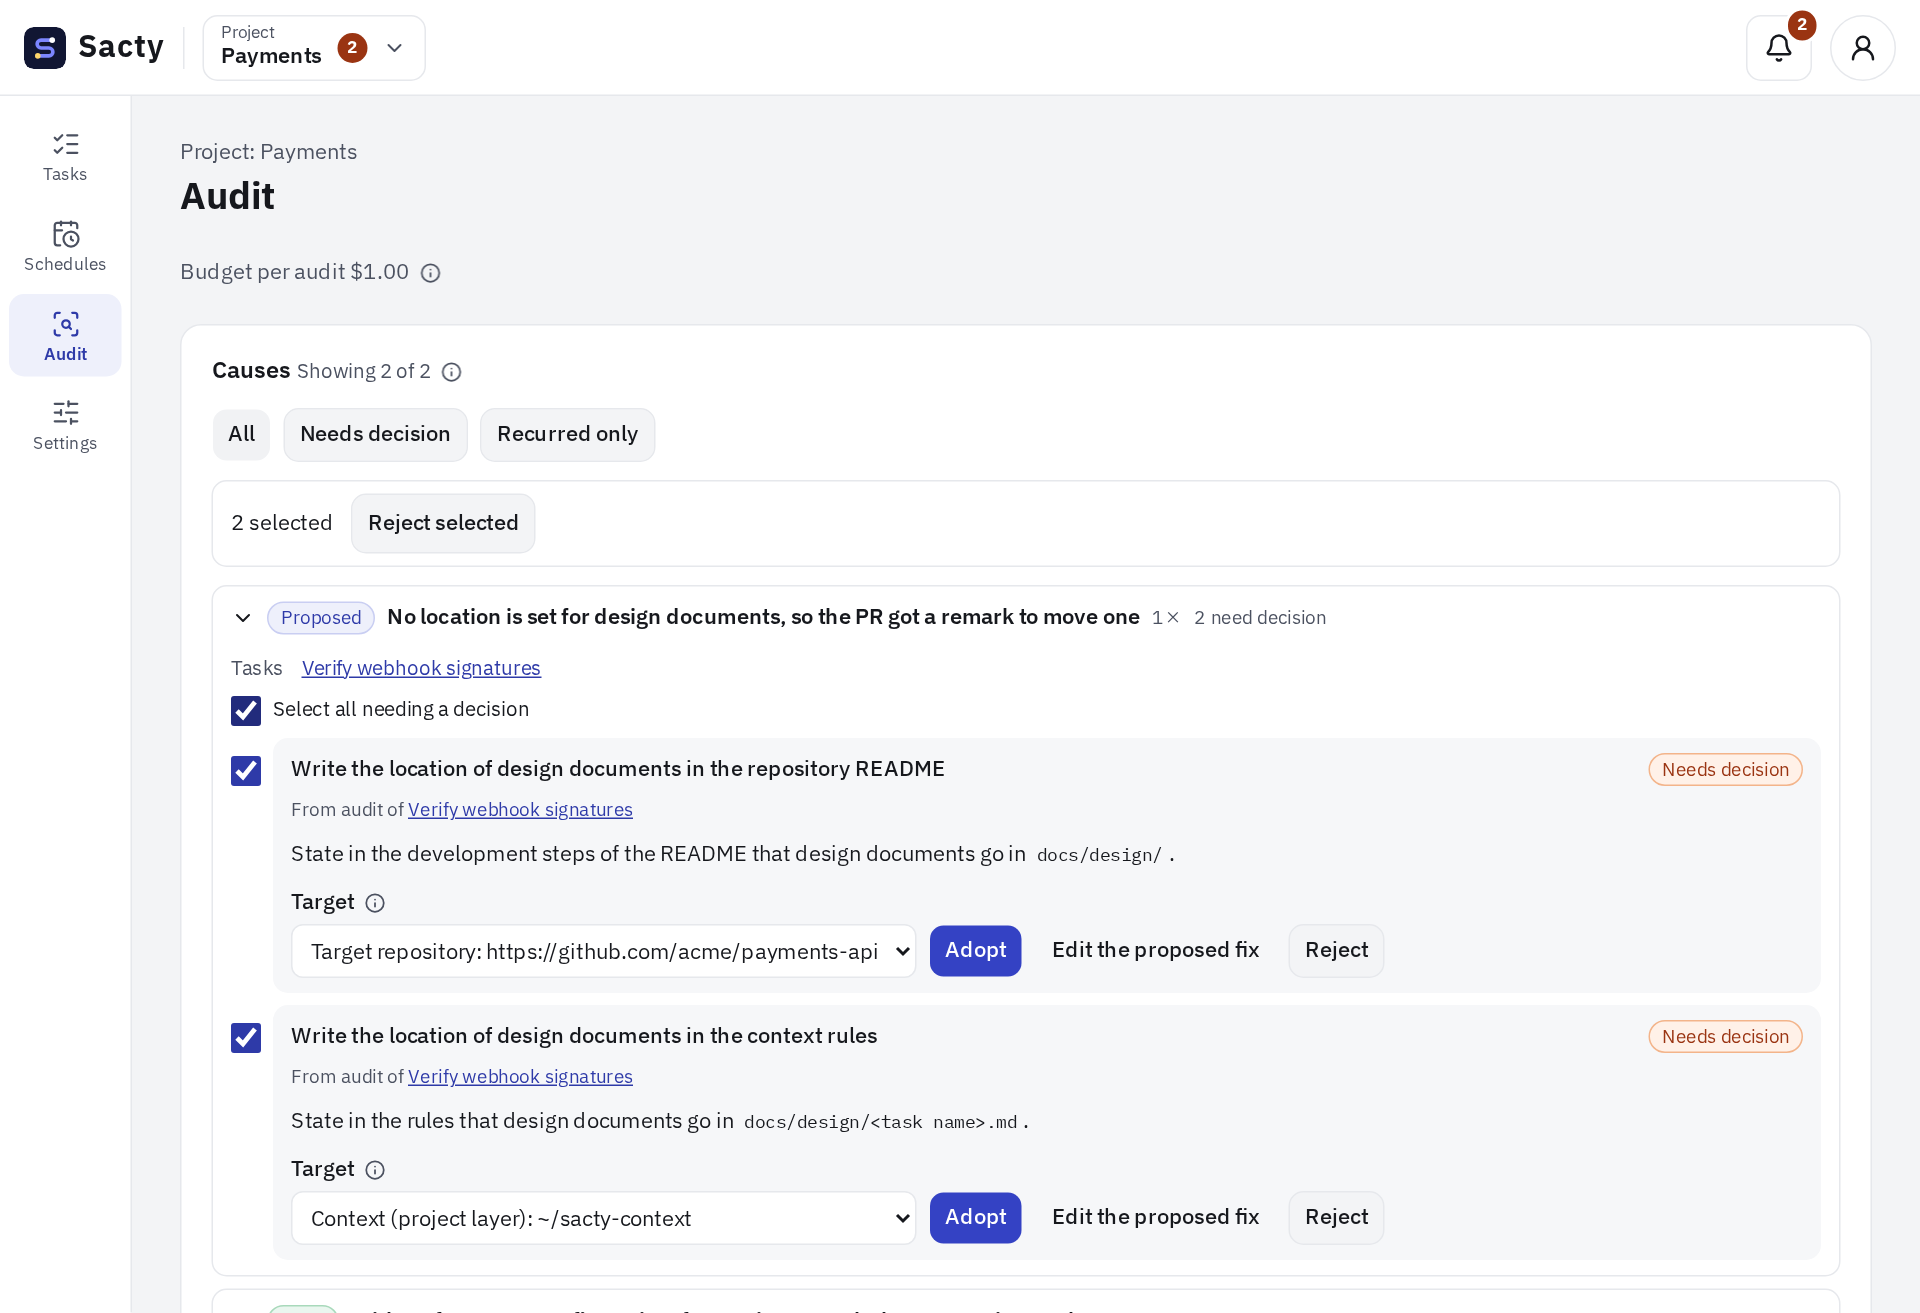 Sacty
Project
Payments 2
2
Tasks
Schedules
Audit
Settings
Project: Payments
Audit
Budget per audit $1.00
Causes Showing 2 of 2
All Needs decision Recurred only
2 selected Reject selected
Proposed No location is set for design documents, so the PR got a remark to move one 1× 2 need decision
Tasks Verify webhook signatures
Select all needing a decision
Write the location of design documents in the repository README Needs decision
From audit of Verify webhook signatures
State in the development steps of the README that design documents go in docs/design/ .
Target
Target repository: https://github.com/acme/payments-api Adopt Edit the proposed fix Reject
Write the location of design documents in the context rules Needs decision
From audit of Verify webhook signatures
State in the rules that design documents go in docs/design/<task name>.md .
Target
Context (project layer): ~/sacty-context Adopt Edit the proposed fix Reject